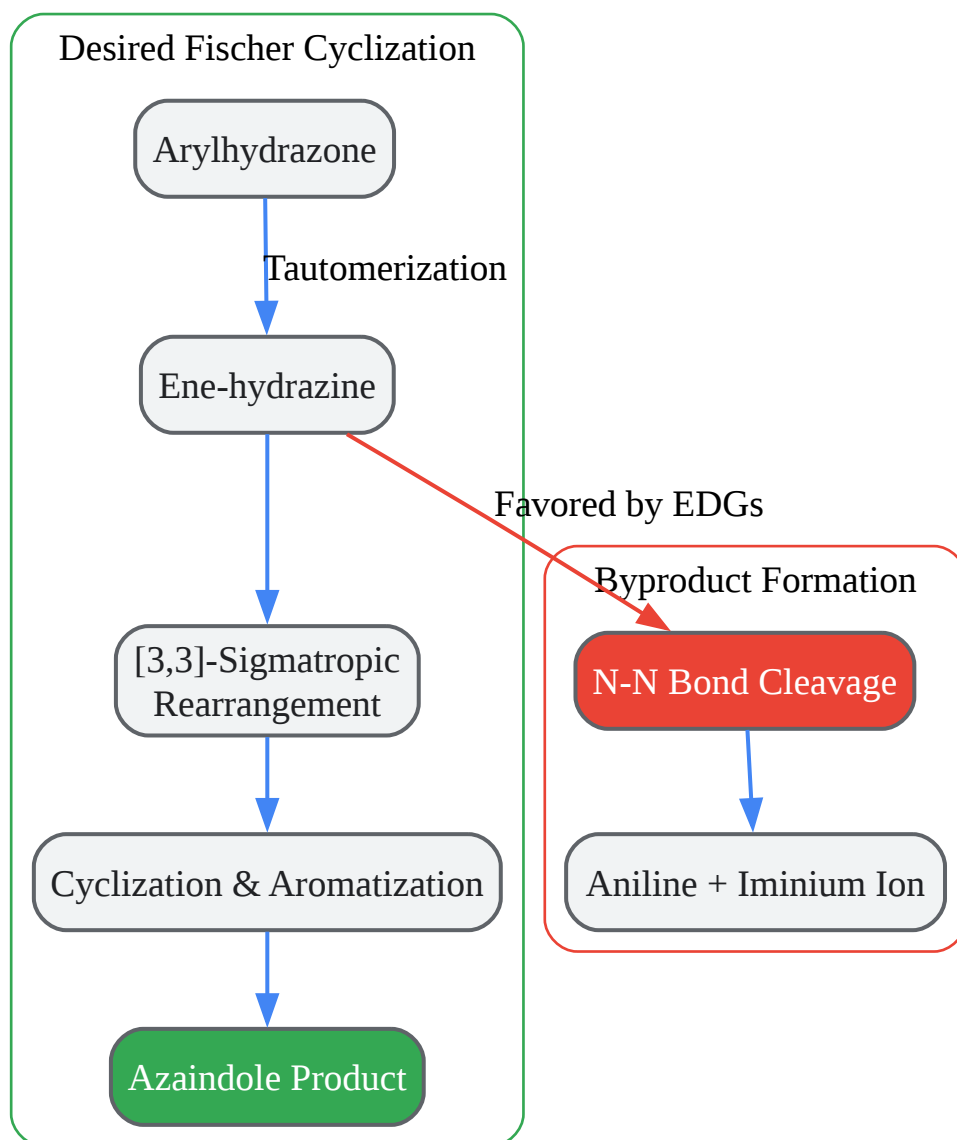 Desired Fischer Cyclization
Arylhydrazone
Tautomerization
Ene-hydrazine
Favored by EDGs
Byproduct Formation
[3,3]-Sigmatropic
Rearrangement
N-N Bond Cleavage
Cyclization & Aromatization
Aniline + Iminium Ion
Azaindole Product